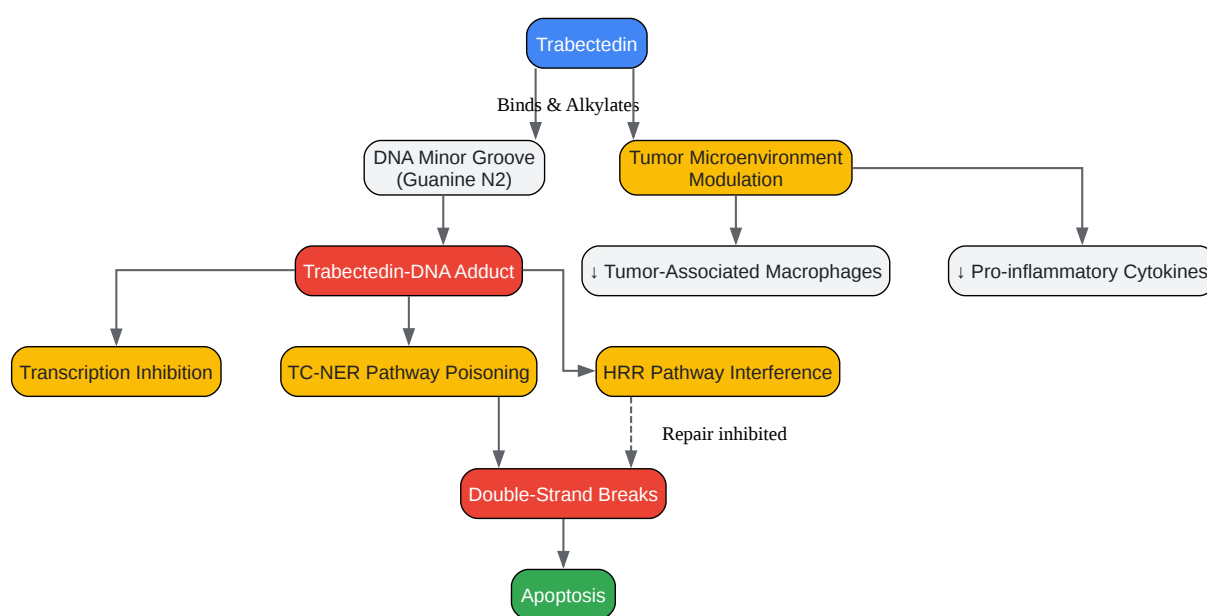 Trabectedin
Binds & Alkylates
DNA Minor Groove
(Guanine N2)
Tumor Microenvironment
Modulation
Trabectedin-DNA Adduct
↓ Tumor-Associated Macrophages
↓ Pro-inflammatory Cytokines
Transcription Inhibition
TC-NER Pathway Poisoning
HRR Pathway Interference
Repair inhibited
Double-Strand Breaks
Apoptosis